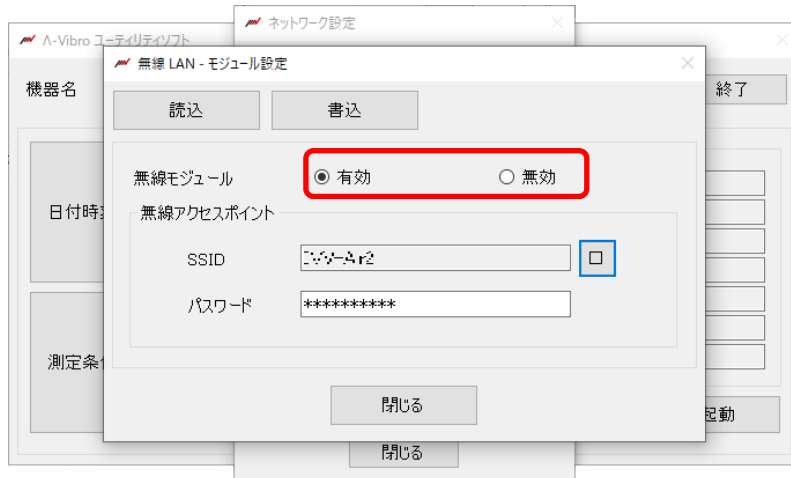 ネットワーク設定
Λ-Vibro ユーティリティソフト
無線 LAN - モジュール設定
機器名
終了
読込
書込
無線モジュール
有効
無効
日付時
無線アクセスポイント
SSID
パスワード
**********
測定条
閉じる
起動
閉じる